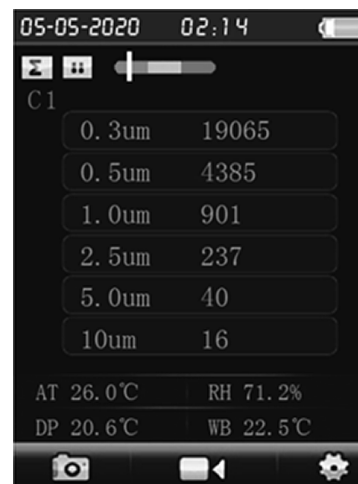 05-05-2020 02:14
Σ
C1
0.3um 19065
0.5um 4385
1.0um 901
2.5um 237
5.0um 40
10um 16
AT 26.0℃ RH 71.2%
DP 20.6℃ WB 22.5℃